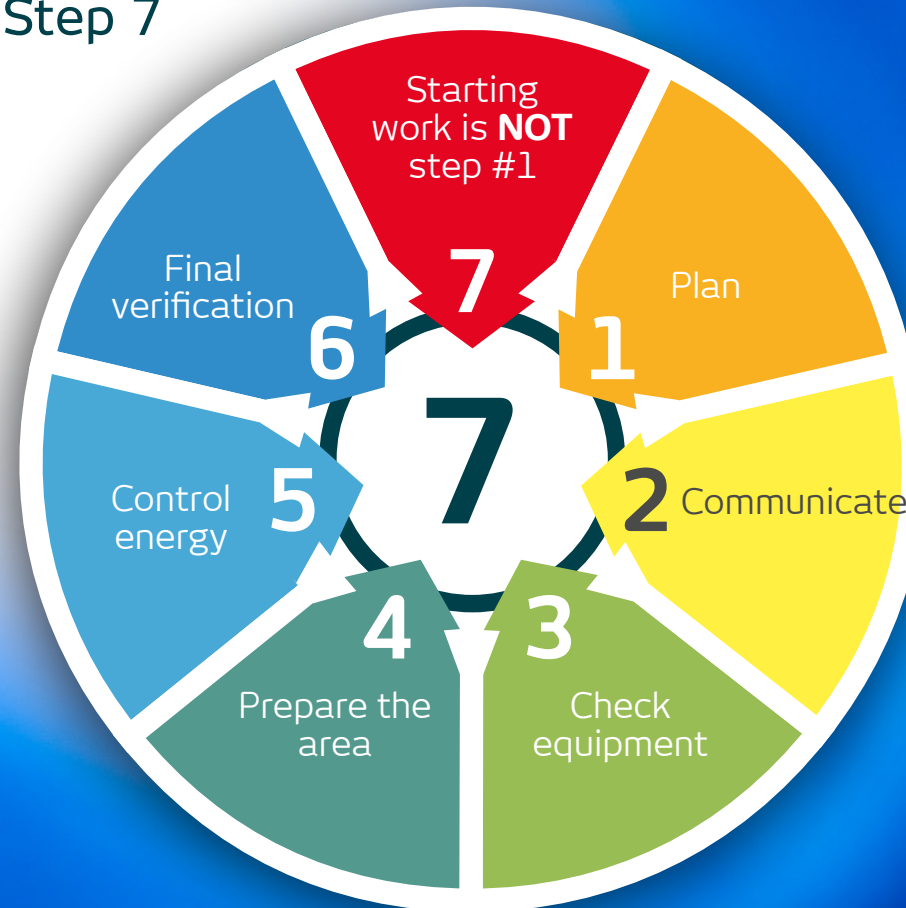 Step 7
Starting
work is NOT
step #1
7
Plan
1
2 Communicate
3
Check
equipment
4
Prepare the
area
Control
energy
5
Final
verification
6
7